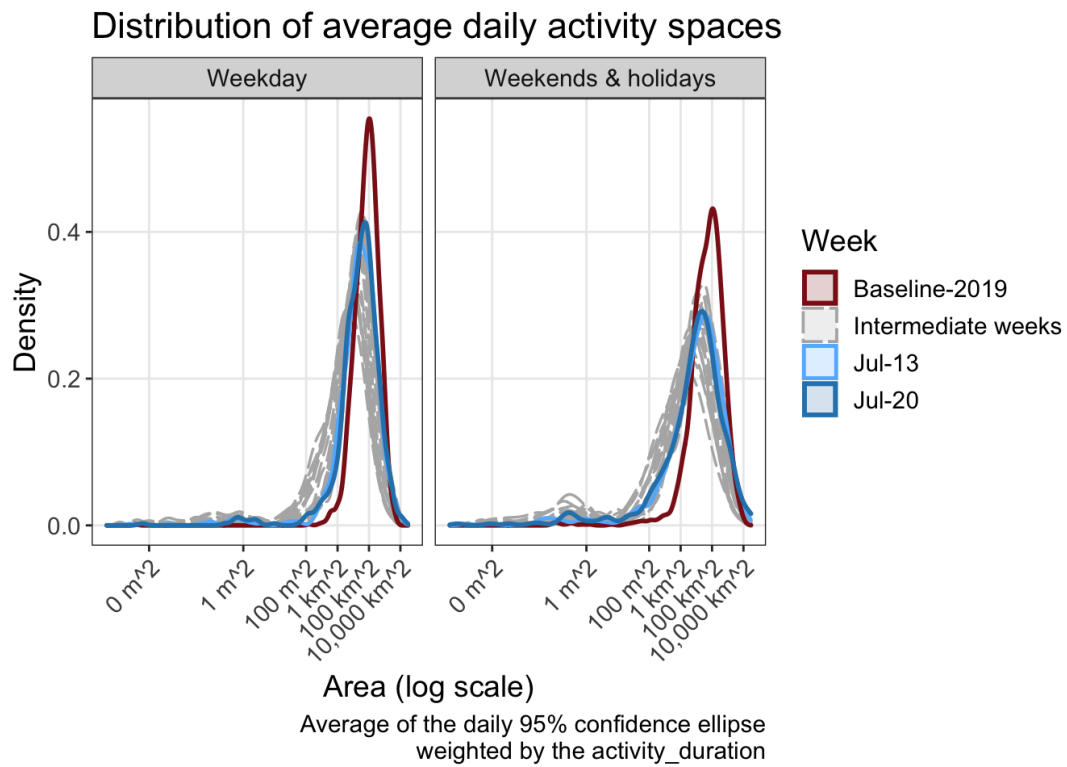 Distribution of average daily activity spaces
Weekday
Weekends & holidays
Density
0.4
0.2
0.0
0 m^2
1 m^2
100 m^2
1 km^2
100 km^2
10,000 km^2
0 m^2
1 m^2
100 m^2
1 km^2
100 km^2
10,000 km^2
Area (log scale)
Average of the daily 95% confidence ellipse
weighted by the activity_duration
Week
Baseline-2019
Intermediate weeks
Jul-13
Jul-20